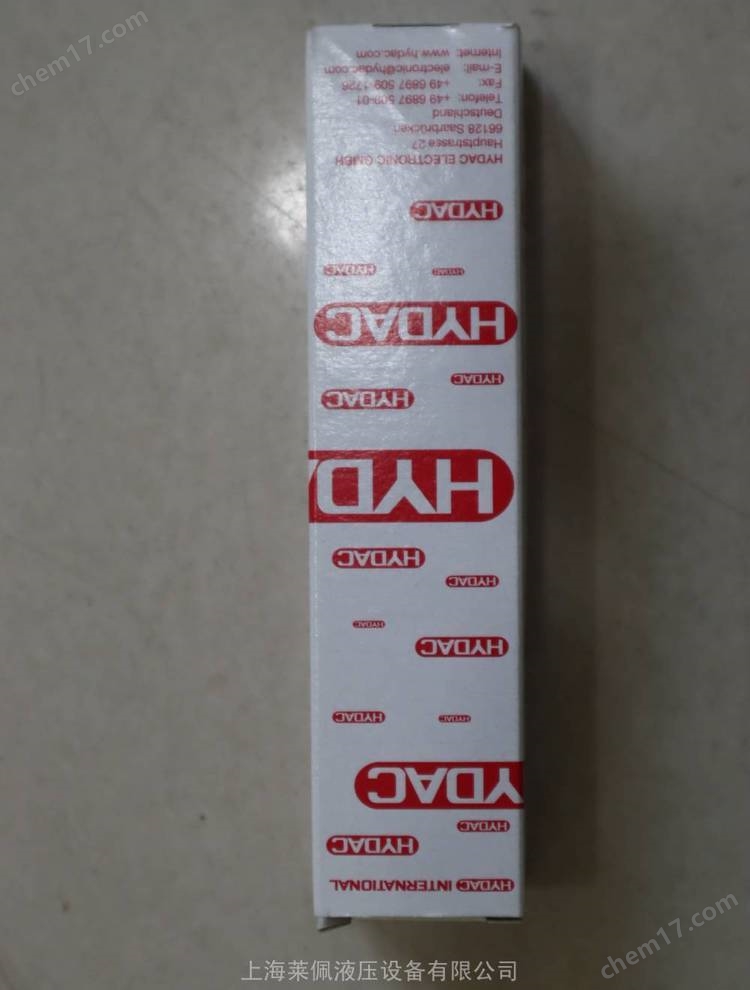 chem17.com
HYDAC INTERNATIONAL
HYDAC
HYDAC
YDAC
HYDAC
HYDAC
HYDAC
HYDAC
HYDAC
HYDAC
HYDA
HYDAC
HYDAC
HYDAC
HYDAC
HYDAC
HYDAC
HYDAC ELECTRONIC GMBH
Hauptstrasse 27
66128 Saarbrücken
Deutschland
Telefon: +49 6897 509-01
Fax: +49 6897 509-1726
E-mail: electronic@hydac.com
Internet: www.hydac.com
chem17.com
上海莱佩液压设备有限公司